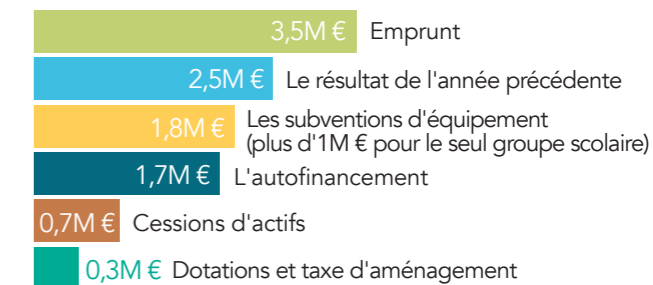 3,5M € Emprunt
2,5M € Le résultat de l'année précédente
1,8M € Les subventions d'équipement
(plus d'1M € pour le seul groupe scolaire)
1,7M € L'autofinancement
0,7M € Cessions d'actifs
0,3M € Dotations et taxe d'aménagement